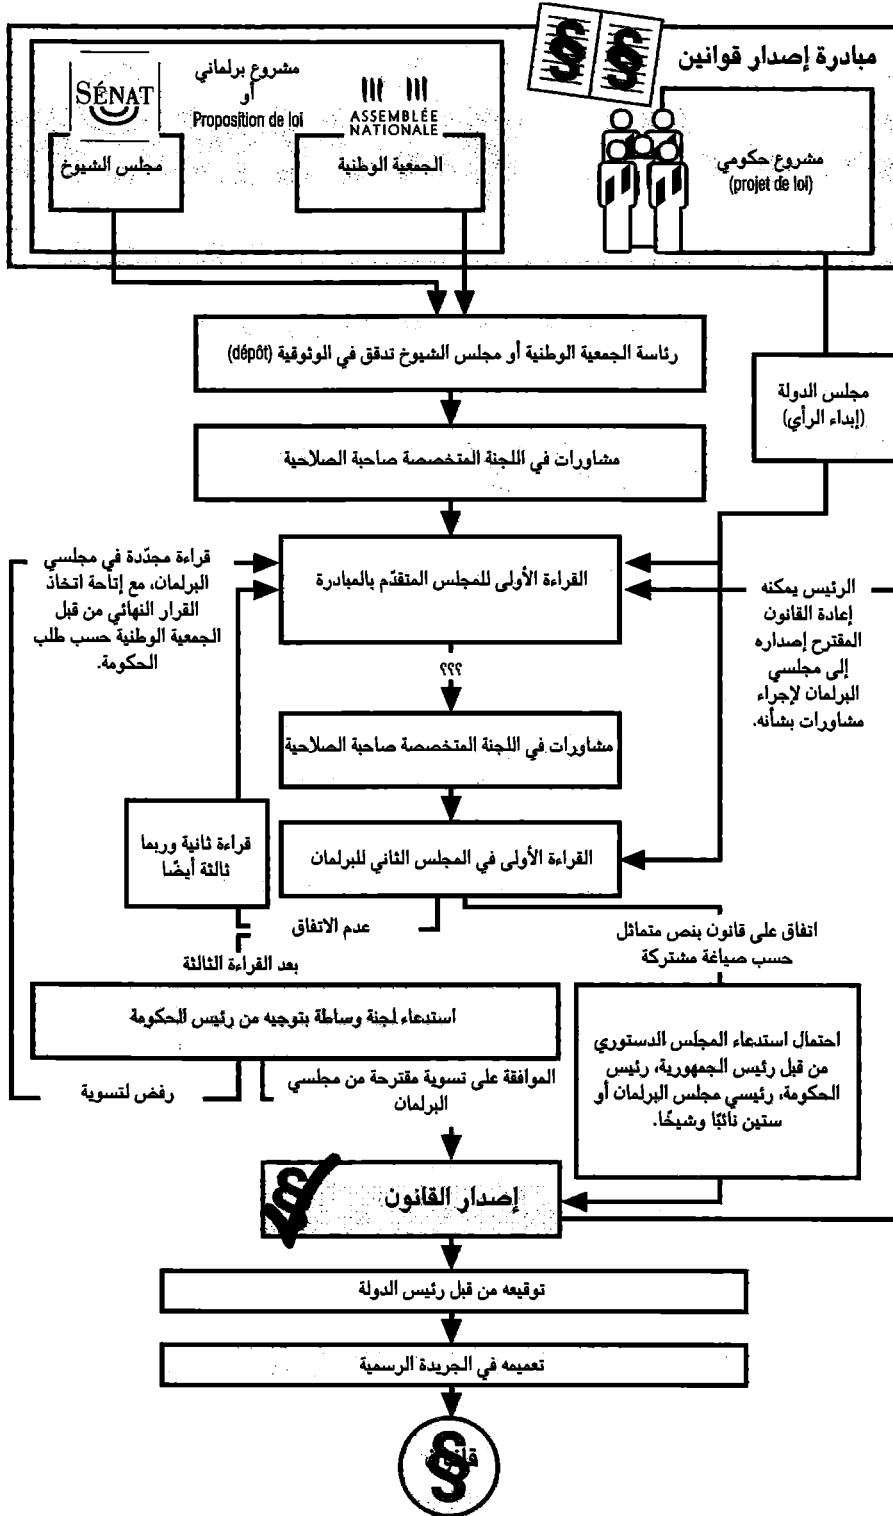 مبادرة إصدار قوانين
§ §
مشروع حكومي
(projet de loi)
ASSEMBLÉE
NATIONALE
الجمعية الوطنية
مشروع برلماني
أو
Proposition de loi
SÉNAT
مجلس الشيوخ
رئاسة الجمعية الوطنية أو مجلس الشيوخ تدقق في الوثوقية (dépôt)
مجلس الدولة
(إبداء الرأي)
مشاورات في اللجنة المتخصصة صاحبة الصلاحية
القراءة الأولى للمجلس المتقدّم بالمبادرة
الرئيس يمكنه
إعادة القانون
المقترح إصداره
إلى مجلسي
البرلمان لإجراء
مشاورات بشأنه.
قراءة مجدّدة في مجلسي
البرلمان، مع إتاحة اتخاذ
القرار النهائي من قبل
الجمعية الوطنية حسب طلب
الحكومة.
؟؟؟
مشاورات في اللجنة المتخصصة صاحبة الصلاحية
القراءة الأولى في المجلس الثاني للبرلمان
قراءة ثانية وربما
ثالثة أيضًا
عدم الاتفاق
اتفاق على قانون بنص متماثل
حسب صياغة مشتركة
بعد القراءة الثالثة
استدعاء لجنة وساطة بتوجيه من رئيس الحكومة
احتمال استدعاء المجلس الدستوري
من قبل رئيس الجمهورية، رئيس
الحكومة، رئيسي مجلس البرلمان أو
ستين نائبًا وشيخًا.
الموافقة على تسوية مقترحة من مجلسي
البرلمان
رفض لتسوية
إصدار القانون
§
توقيعه من قبل رئيس الدولة
تعميمه في الجريدة الرسمية
قانون
§